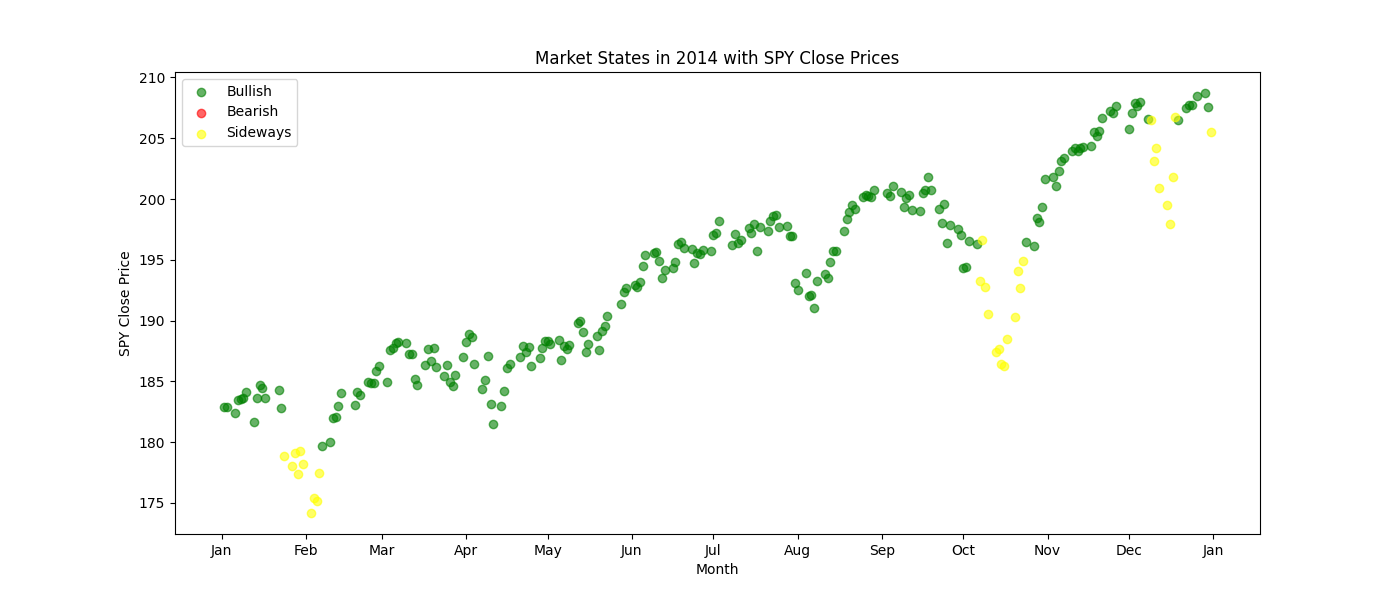 Market States in 2014 with SPY Close Prices
210
205
200
195
190
185
180
175
SPY Close Price
Bullish
Bearish
Sideways
Jan Feb Mar Apr May Jun Jul Aug Sep Oct Nov Dec Jan
Month